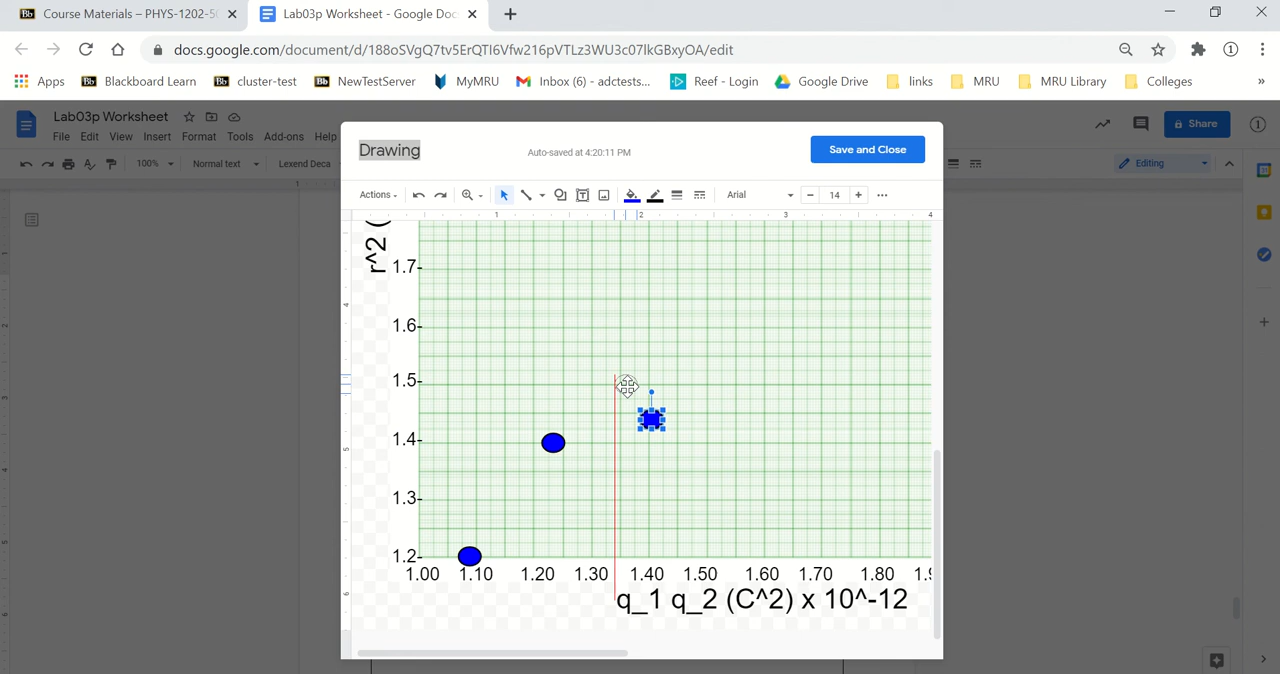 Course Materials – PHYS-1202-50
Lab03p Worksheet - Google Doc
docs.google.com/document/d/188oSVgQ7tv5ErQTl6Vfw216pVTLz3WU3c07lkGBxyOA/edit
Apps Blackboard Learn cluster-test NewTestServer MyMRU Inbox (6) - adctests... Reef - Login Google Drive links MRU MRU Library Colleges »
Lab03p Worksheet
File Edit View Insert Format Tools Add-ons Help
Share
100% Normal text Lexend Deca
Editing
Drawing
Auto-saved at 4:20:11 PM
Save and Close
Actions
Arial
14
1 2 3 4
r^2 (
1.7-
1.6-
1.5-
1.4-
1.3-
1.2-
1.00 1.10 1.20 1.30 1.40 1.50 1.60 1.70 1.80 1.9
q_1 q_2 (C^2) x 10^-12